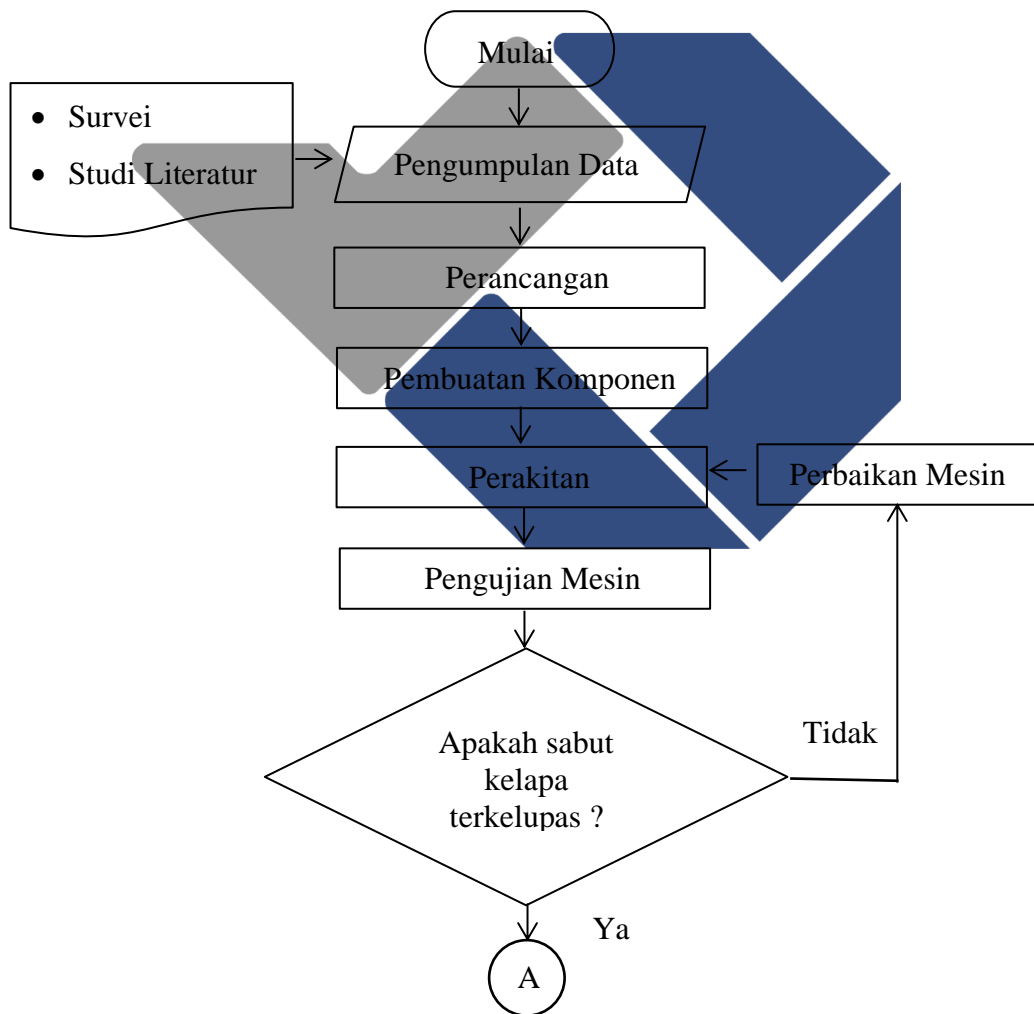 Mulai
• Survei
• Studi Literatur
Pengumpulan Data
Perancangan
Pembuatan Komponen
Perakitan
Perbaikan Mesin
Pengujian Mesin
Apakah sabut
kelapa
terkelupas ?
Tidak
Ya
A